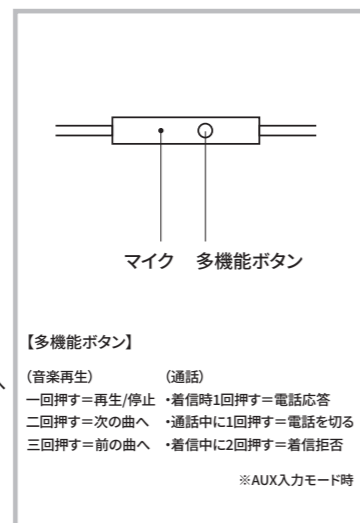 マイク 多機能ボタン
【多機能ボタン】
(音楽再生) (通話)
一回押す＝再生/停止 ・着信時1回押す＝電話応答
二回押す＝次の曲へ ・通話中に1回押す＝電話を切る
三回押す＝前の曲へ ・着信中に2回押す＝着信拒否
※AUX入力モード時